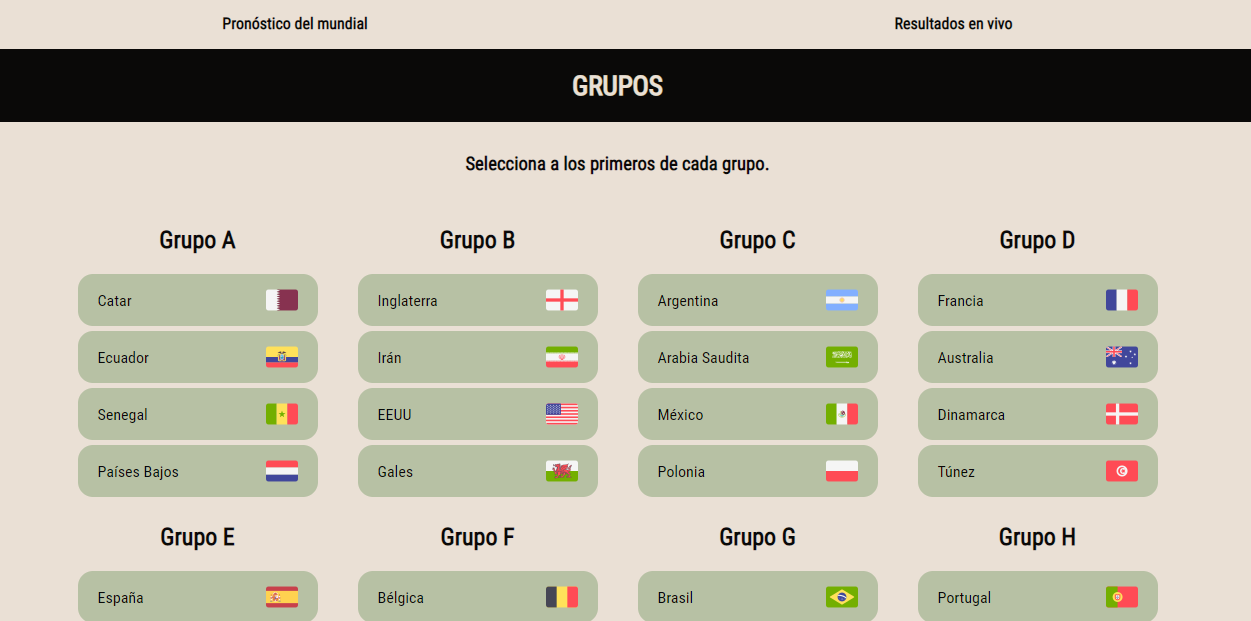 Pronóstico del mundial
Resultados en vivo
GRUPOS
Selecciona a los primeros de cada grupo.
Grupo A
Catar
Ecuador
Senegal
Países Bajos
Grupo B
Inglaterra
Irán
EEUU
Gales
Grupo C
Argentina
Arabia Saudita
México
Polonia
Grupo D
Francia
Australia
Dinamarca
Túnez
Grupo E
España
Grupo F
Bélgica
Grupo G
Brasil
Grupo H
Portugal